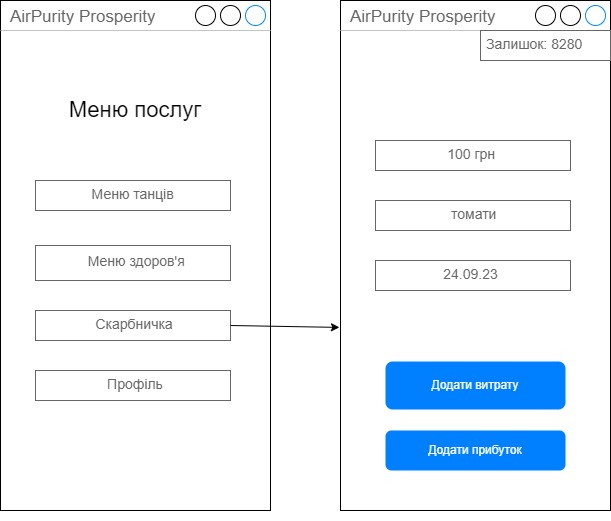 AirPurity Prosperity
Меню послуг
Меню танців
Меню здоров'я
Скарбничка
Профіль
AirPurity Prosperity
Залишок: 8280
100 грн
томати
24.09.23
Додати витрату
Додати прибуток